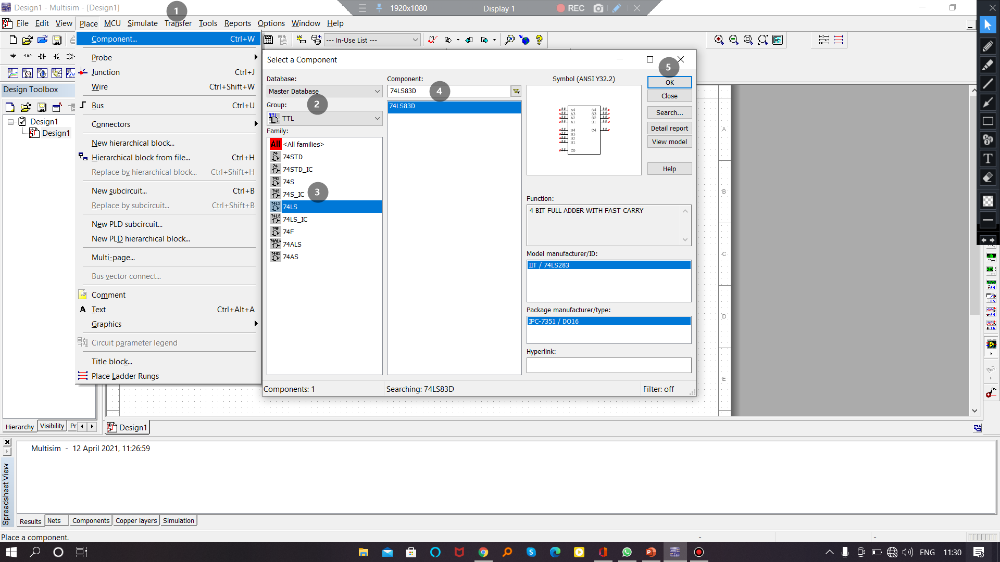 Design1 - Multisim - [Design1]
1
1920x1080
Display 1
REC
File Edit View Place MCU Simulate Transfer Tools Reports Options Window Help
Component... Ctrl+W
--- In-Use List ---
Probe
Junction Ctrl+J
Wire Ctrl+Shift+W
Bus Ctrl+U
Connectors
New hierarchical block...
Hierarchical block from file... Ctrl+H
Replace by hierarchical block... Ctrl+Shift+H
New subcircuit... Ctrl+B
Replace by subcircuit... Ctrl+Shift+B
New PLD subcircuit...
New PLD hierarchical block...
Multi-page...
Bus vector connect...
Comment
Text Ctrl+Alt+A
Graphics
Circuit parameter legend
Title block...
Place Ladder Rungs
Design Toolbox
Design1
Design1
Hierarchy Visibility Pr
Select a Component
5
Database:
Master Database
2
Group:
TTL
Family:
All <All families>
74STD
74STD_IC
74S
74S_IC
3
74LS
74LS_IC
74F
74ALS
74AS
Component:
74LS83D
4
74LS83D
Symbol (ANSI Y32.2)
A4 S4
A3 S3
A2 S2
A1 S1
B4 C4
B3
B2
B1
C0
OK
Close
Search...
Detail report
View model
Help
Function:
4 BIT FULL ADDER WITH FAST CARRY
Model manufacturer/ID:
IIT / 74LS283
Package manufacturer/type:
IPC-7351 / DO16
Hyperlink:
Components: 1
Searching: 74LS83D
Filter: off
A
B
C
D
E
Design1
Multisim - 12 April 2021, 11:26:59
Spreadsheet View
Results Nets Components Copper layers Simulation
Place a component.
- -
ENG 11:30